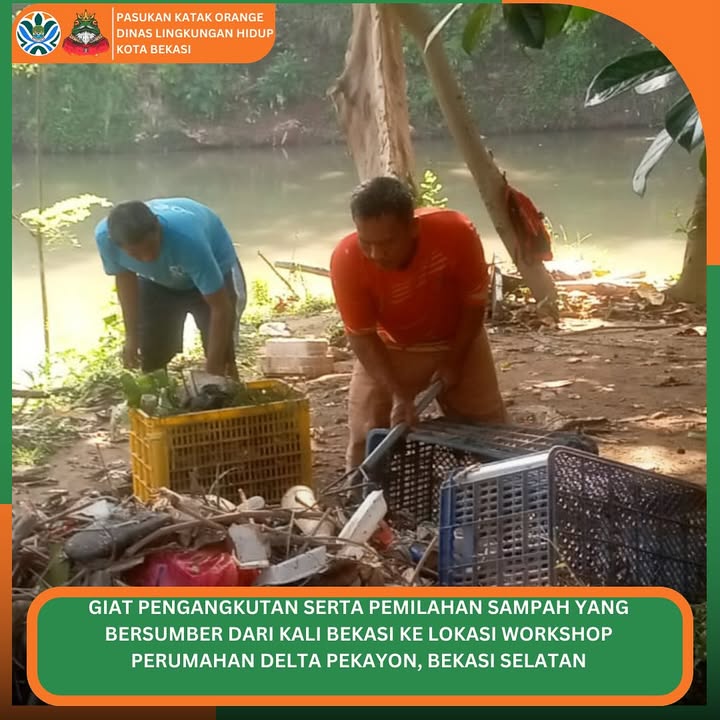 PASUKAN KATAK ORANGE
DINAS LINGKUNGAN HIDUP
KOTA BEKASI
GIAT PENGANGKUTAN SERTA PEMILAHAN SAMPAH YANG
BERSUMBER DARI KALI BEKASI KE LOKASI WORKSHOP
PERUMAHAN DELTA PEKAYON, BEKASI SELATAN